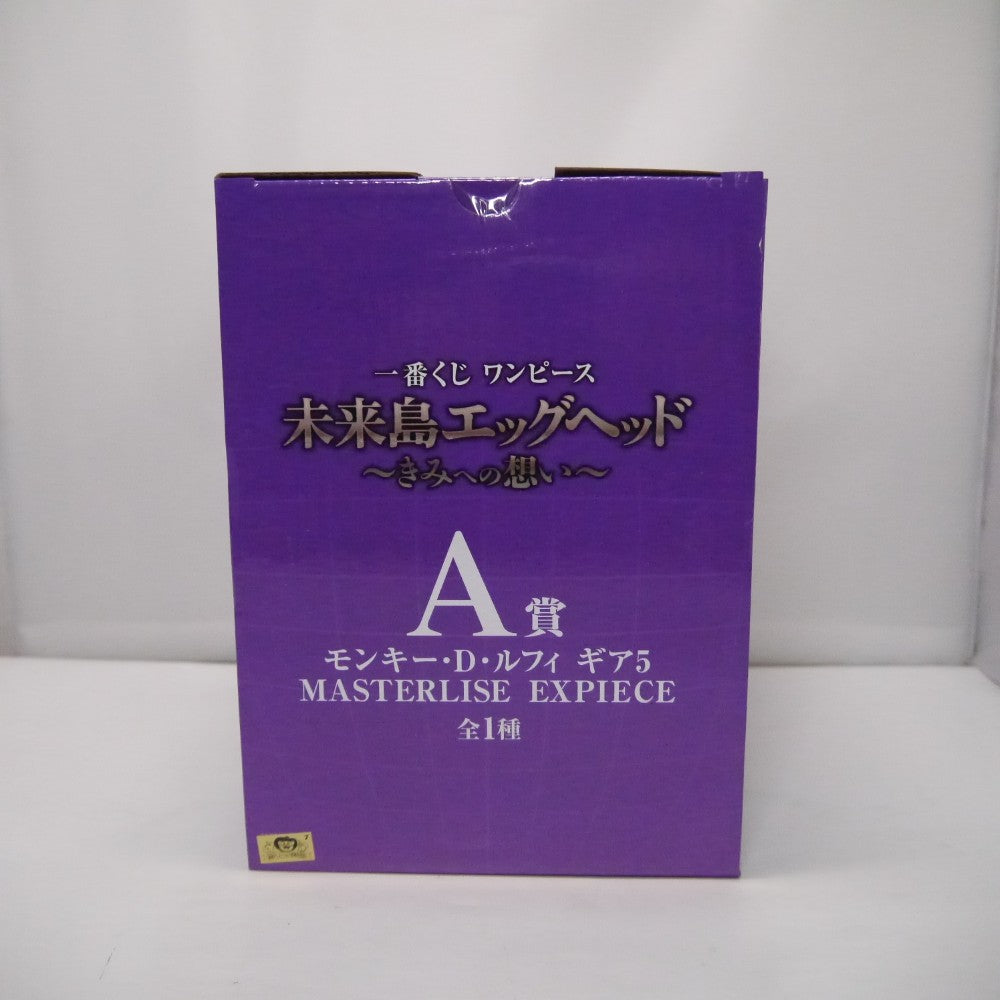 一番くじ ワンピース
未来島エッグヘッド
～きみへの想い～
A賞
モンキー・D・ルフィ ギア5
MASTERLISE EXPIECE
全1種